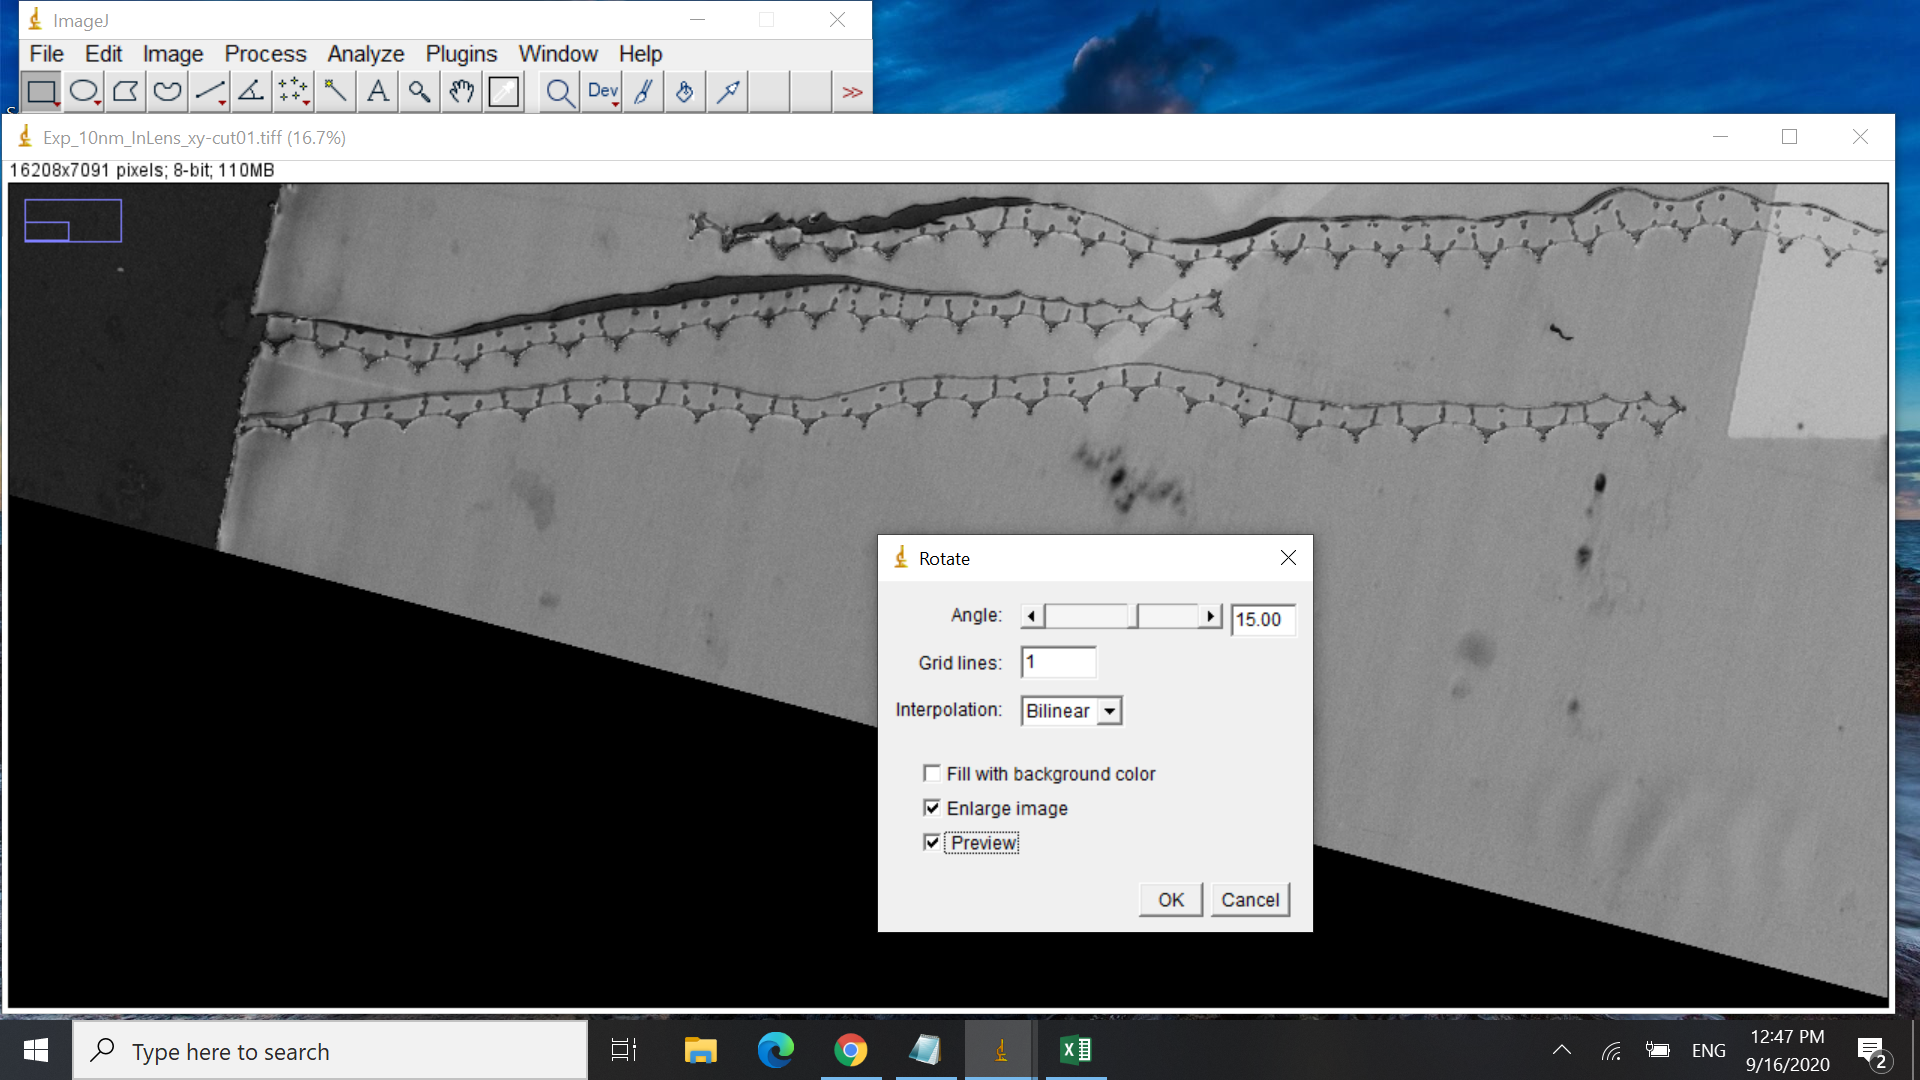 ImageJ
File Edit Image Process Analyze Plugins Window Help
A Dev >>
Exp_10nm_InLens_xy-cut01.tiff (16.7%)
16208x7091 pixels; 8-bit; 110MB
Rotate
Angle: 15.00
Grid lines: 1
Interpolation: Bilinear
Fill with background color
Enlarge image
Preview
OK Cancel
Type here to search
ENG
12:47 PM
9/16/2020
2